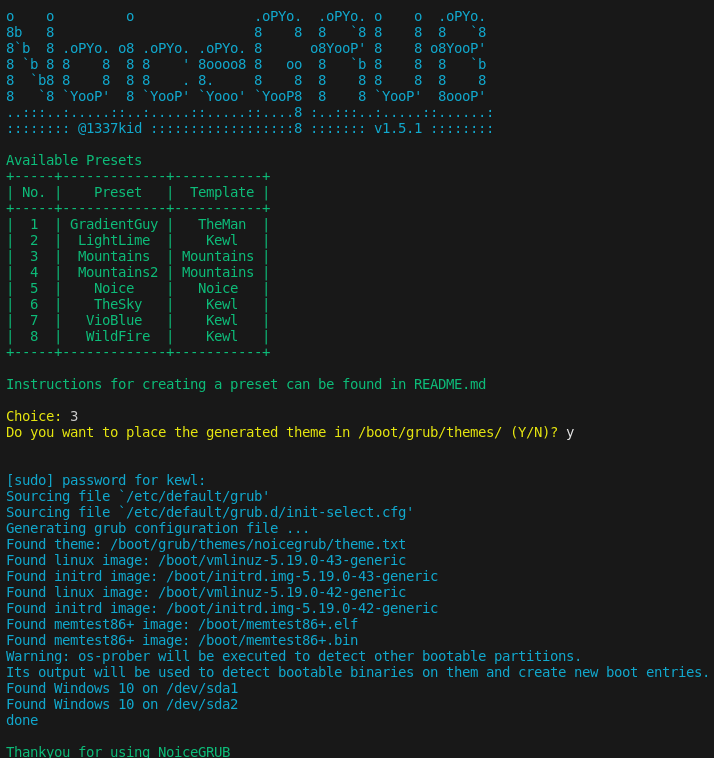 o    o         o               .oPYo.  .oPYo. o    o  .oPYo.
8b   8                         8    8  8   `8 8    8  8   `8
8`b  8 .oPYo. o8 .oPYo. .oPYo. 8      o8YooP' 8    8 o8YooP'
8 `b 8 8    8  8 8    ' 8oooo8 8   oo  8   `b 8    8  8   `b
8  `b8 8    8  8 8    . 8.     8    8  8    8 8    8  8    8
8   `8 `YooP'  8 `YooP' `Yooo' `YooP8  8    8 `YooP'  8oooP'
..:::..:.....::..:.....::.....::....8 :..:::..:.....::......:
:::::::: @1337kid ::::::::::::::::::8 ::::::: v1.5.1 ::::::::
Available Presets
+-----+-------------+-----------+
| No. |    Preset   |  Template |
+-----+-------------+-----------+
|  1  | GradientGuy |   TheMan  |
|  2  |  LightLime  |    Kewl   |
|  3  |  Mountains  | Mountains |
|  4  |  Mountains2 | Mountains |
|  5  |    Noice    |   Noice   |
|  6  |    TheSky   |    Kewl   |
|  7  |   VioBlue   |    Kewl   |
|  8  |   WildFire  |    Kewl   |
+-----+-------------+-----------+
Instructions for creating a preset can be found in README.md
Choice: 3
Do you want to place the generated theme in /boot/grub/themes/ (Y/N)? y
[sudo] password for kewl:
Sourcing file `/etc/default/grub'
Sourcing file `/etc/default/grub.d/init-select.cfg'
Generating grub configuration file ...
Found theme: /boot/grub/themes/noicegrub/theme.txt
Found linux image: /boot/vmlinuz-5.19.0-43-generic
Found initrd image: /boot/initrd.img-5.19.0-43-generic
Found linux image: /boot/vmlinuz-5.19.0-42-generic
Found initrd image: /boot/initrd.img-5.19.0-42-generic
Found memtest86+ image: /boot/memtest86+.elf
Found memtest86+ image: /boot/memtest86+.bin
Warning: os-prober will be executed to detect other bootable partitions.
Its output will be used to detect bootable binaries on them and create new boot entries.
Found Windows 10 on /dev/sda1
Found Windows 10 on /dev/sda2
done
Thankyou for using NoiceGRUB